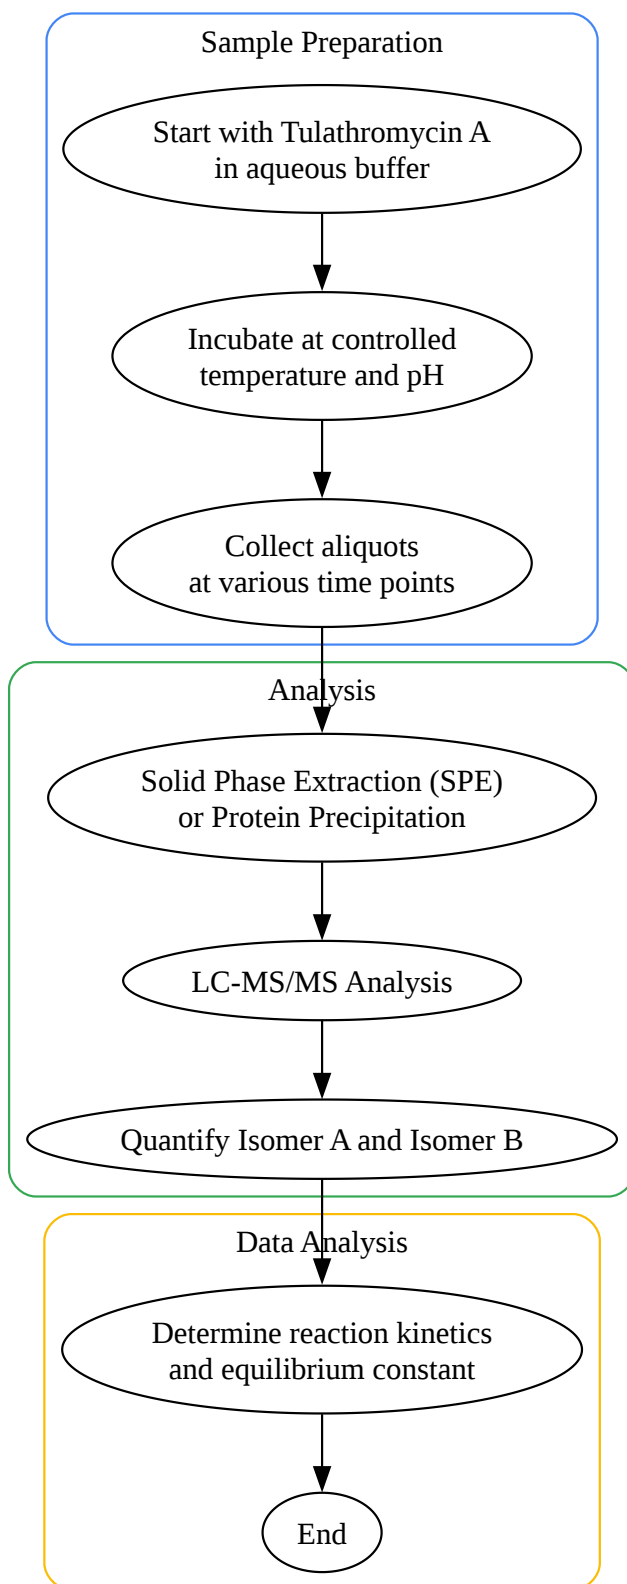 Sample Preparation
Start with Tulathromycin A
in aqueous buffer
Incubate at controlled
temperature and pH
Collect aliquots
at various time points
Analysis
Solid Phase Extraction (SPE)
or Protein Precipitation
LC-MS/MS Analysis
Quantify Isomer A and Isomer B
Data Analysis
Determine reaction kinetics
and equilibrium constant
End